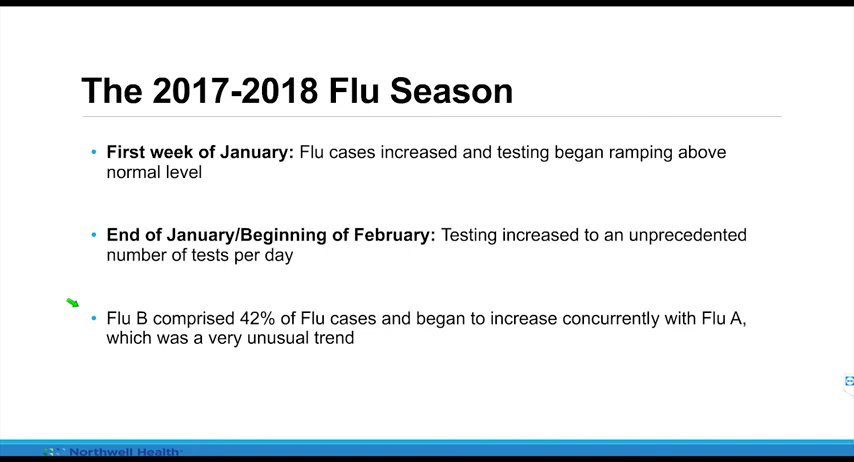 The 2017-2018 Flu Season
• First week of January: Flu cases increased and testing began ramping above
normal level
• End of January/Beginning of February: Testing increased to an unprecedented
number of tests per day
• Flu B comprised 42% of Flu cases and began to increase concurrently with Flu A,
which was a very unusual trend
Northwell Health